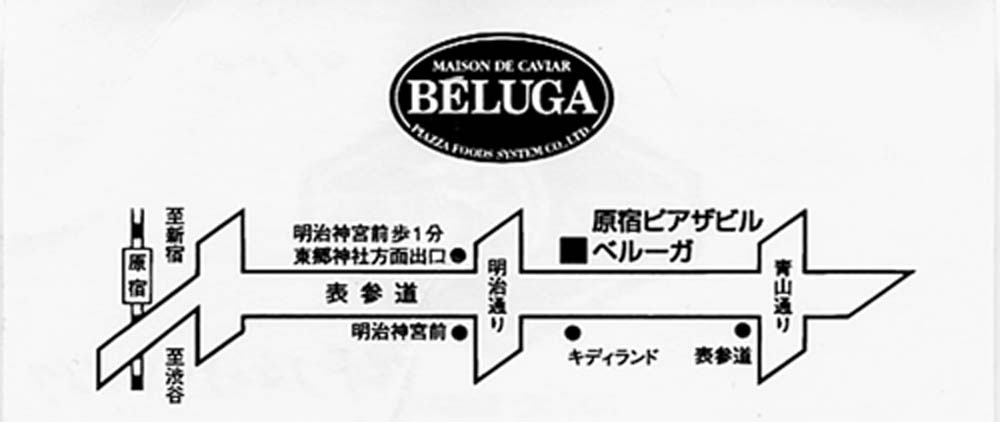 MAISON DE CAVIAR
BÉLUGA
PIAZZA FOODS SYSTEM CO., LTD.
至新宿
原宿
至渋谷
明治神宮前歩1分
東郷神社方面出口
表参道
明治神宮前
明治通り
原宿ピアザビル
ベルーガ
キディランド
表参道
青山通り